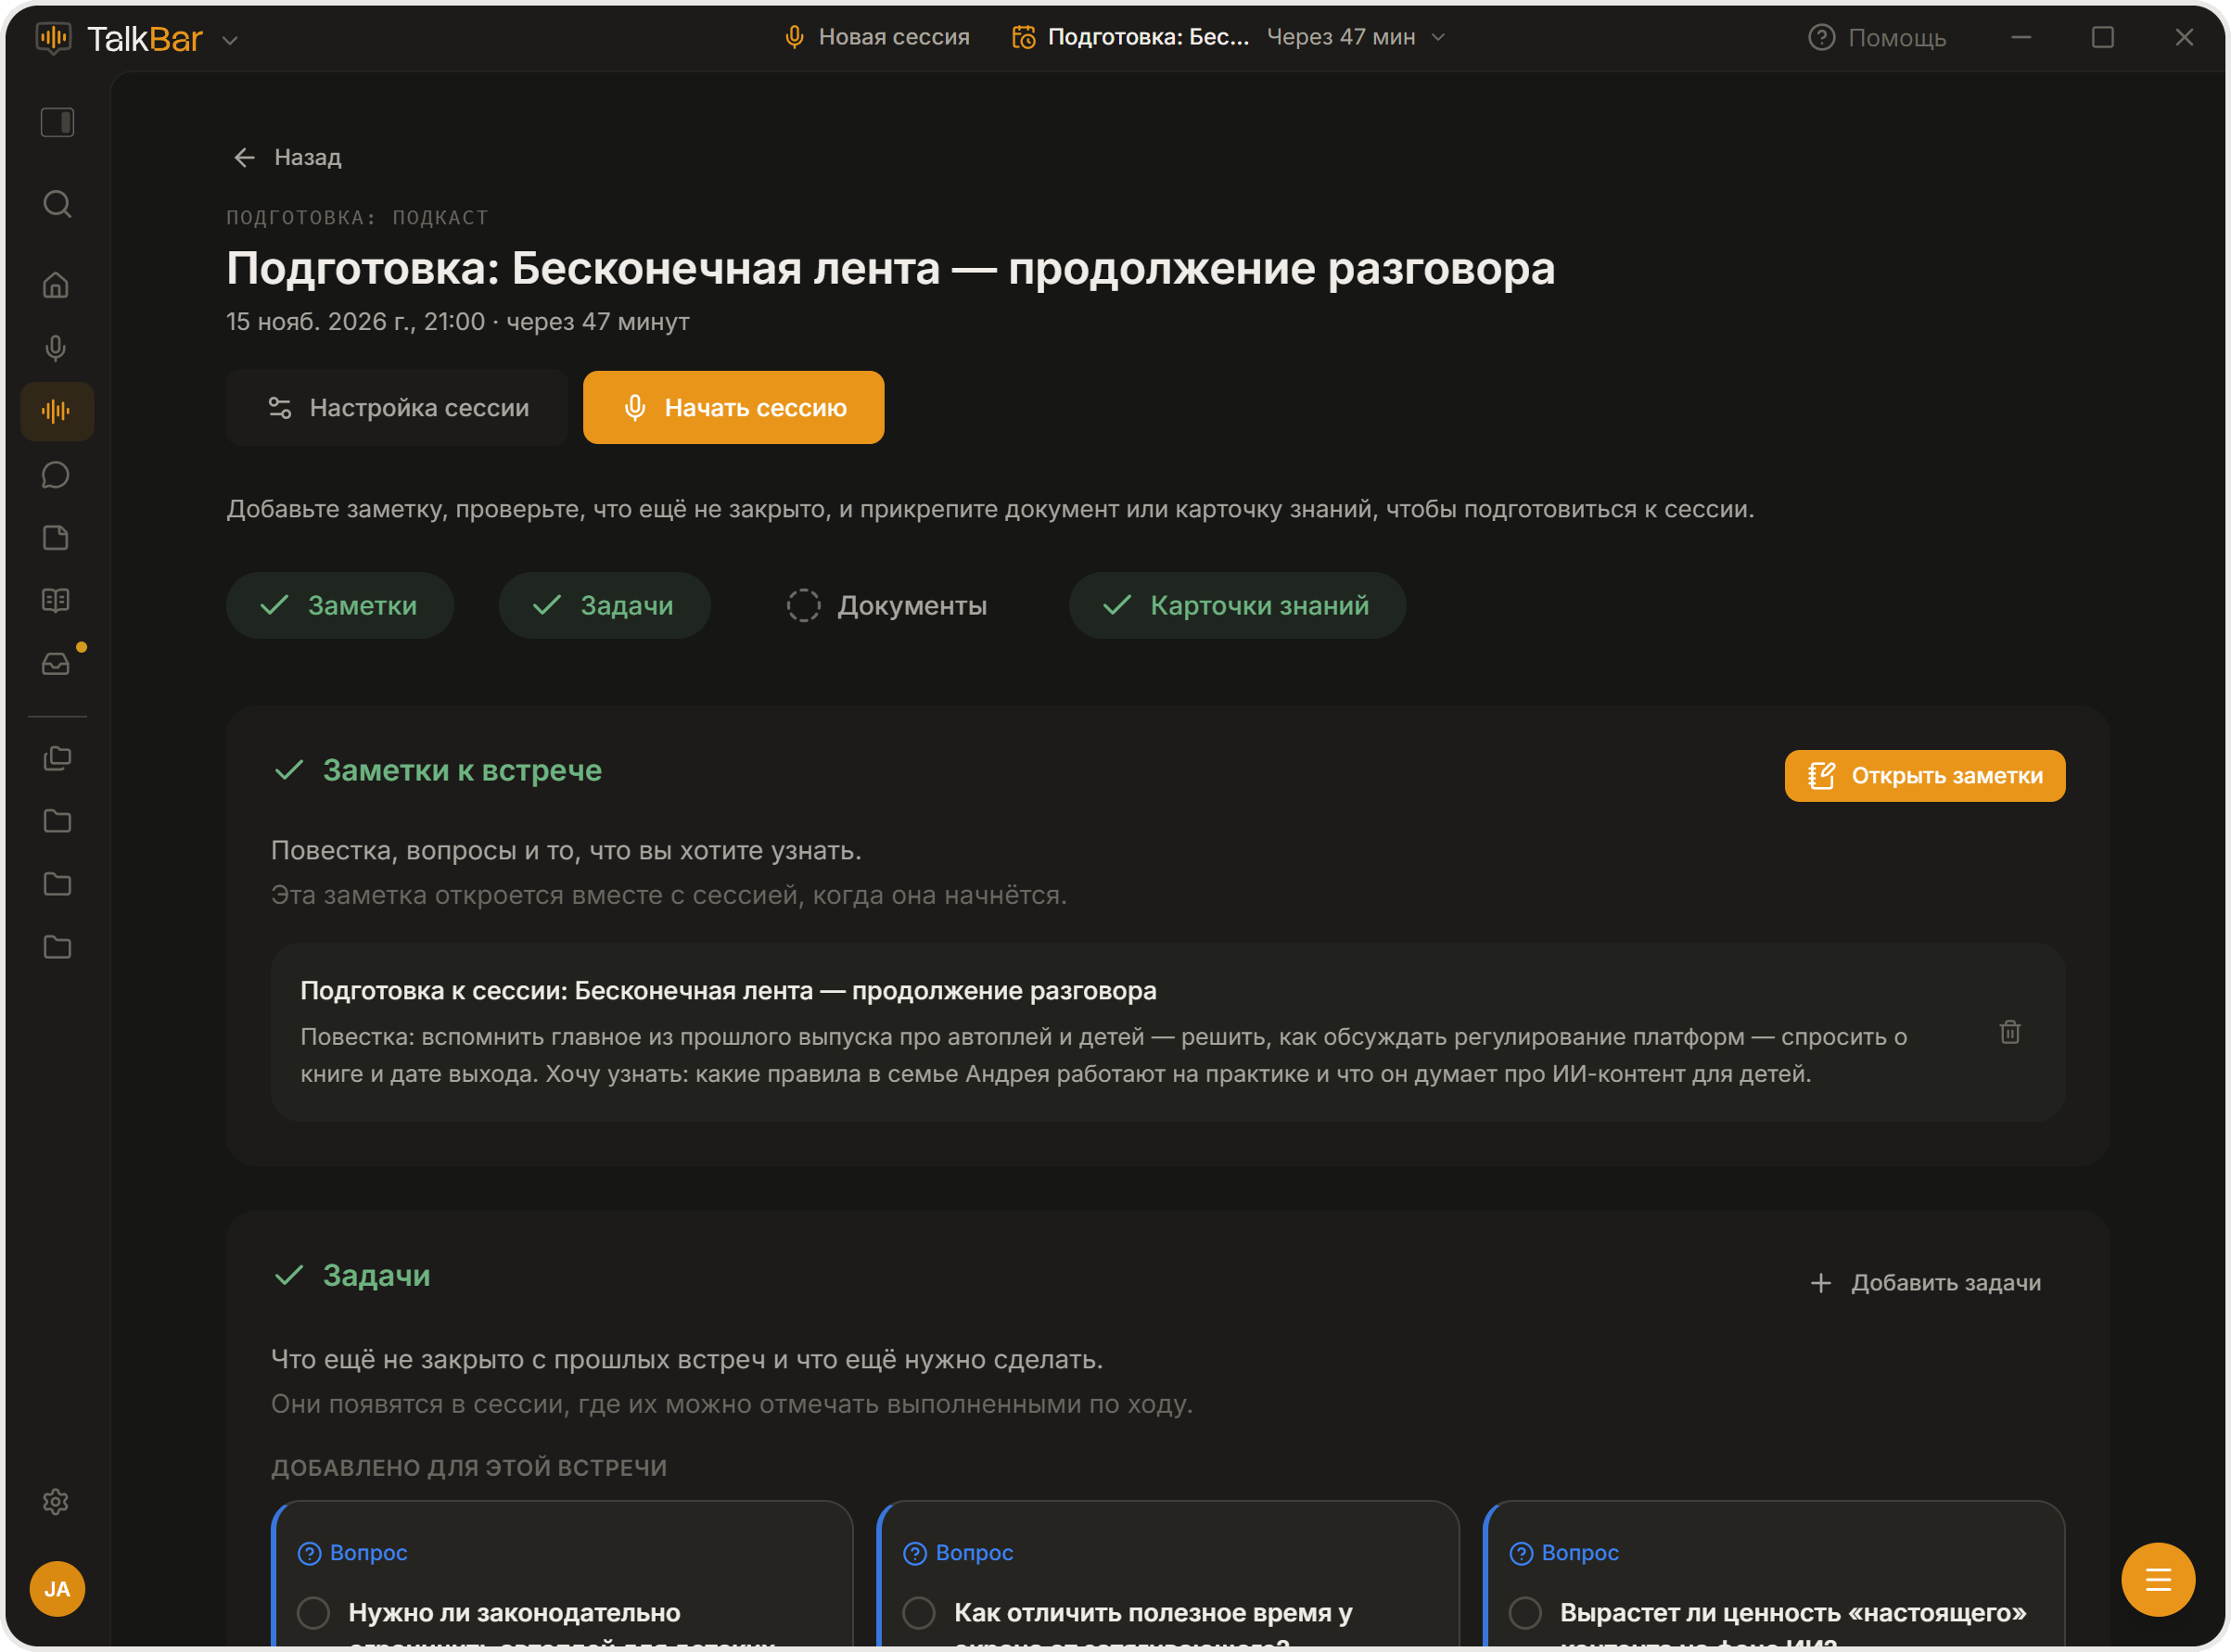 TalkBar
Новая сессия
Подготовка: Бес... Через 47 мин
Помощь
Назад
ПОДГОТОВКА: ПОДКАСТ
Подготовка: Бесконечная лента — продолжение разговора
15 нояб. 2026 г., 21:00 · через 47 минут
Настройка сессии
Начать сессию
Добавьте заметку, проверьте, что ещё не закрыто, и прикрепите документ или карточку знаний, чтобы подготовиться к сессии.
Заметки
Задачи
Документы
Карточки знаний
Заметки к встрече
Открыть заметки
Повестка, вопросы и то, что вы хотите узнать.
Эта заметка откроется вместе с сессией, когда она начнётся.
Подготовка к сессии: Бесконечная лента — продолжение разговора
Повестка: вспомнить главное из прошлого выпуска про автоплей и детей — решить, как обсуждать регулирование платформ — спросить о
книге и дате выхода. Хочу узнать: какие правила в семье Андрея работают на практике и что он думает про ИИ-контент для детей.
Задачи
Добавить задачи
Что ещё не закрыто с прошлых встреч и что ещё нужно сделать.
Они появятся в сессии, где их можно отмечать выполненными по ходу.
ДОБАВЛЕНО ДЛЯ ЭТОЙ ВСТРЕЧИ
Вопрос
Нужно ли законодательно
Вопрос
Как отличить полезное время у
Вопрос
Вырастет ли ценность «настоящего»
JA